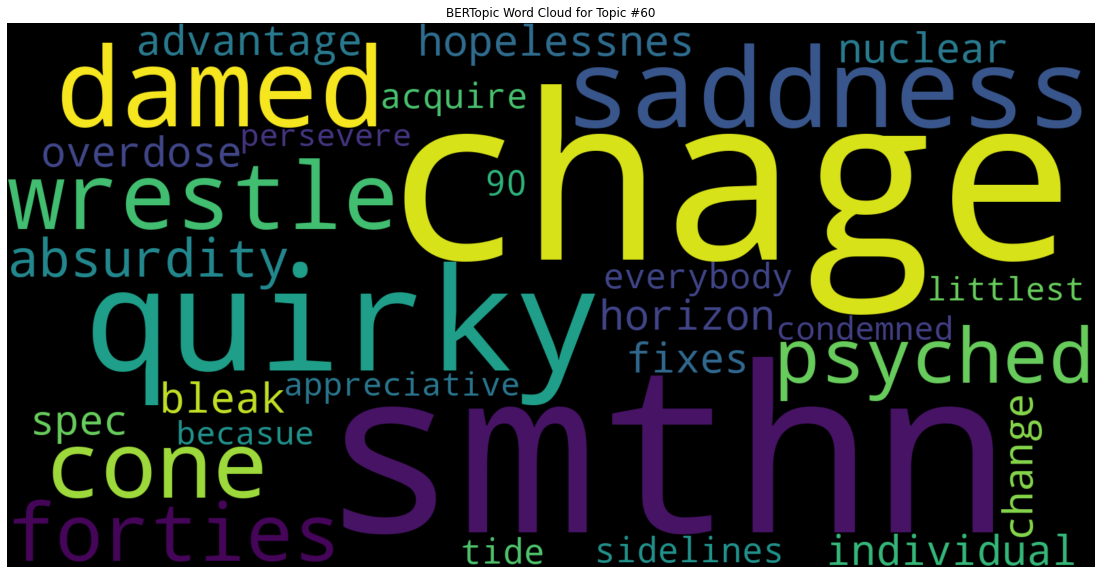 BERTopic Word Cloud for Topic #60
advantage
hopelessnes
nuclear
damed
saddness
acquire
chage
persevere
overdose
wrestle
90
absurdity
quirky
everybody
littlest
horizon
condemned
fixes
psyched
appreciative
bleak
smthn
change
spec
becasue
cone
forties
tide
sidelines
individual